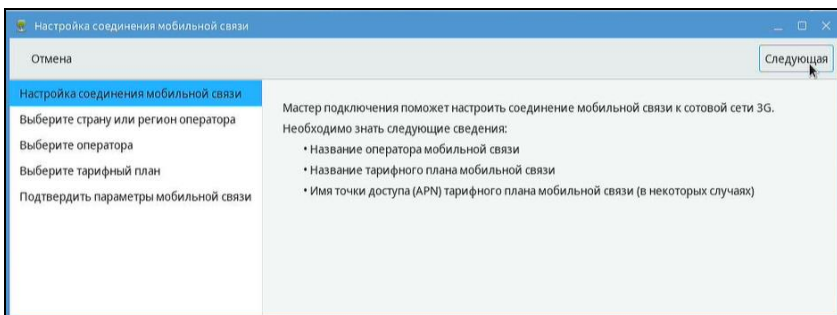 Настройка соединения мобильной связи
Отмена
Следующая
Настройка соединения мобильной связи
Выберите страну или регион оператора
Выберите оператора
Выберите тарифный план
Подтвердить параметры мобильной связи
Мастер подключения поможет настроить соединение мобильной связи к сотовой сети 3G.
Необходимо знать следующие сведения:
• Название оператора мобильной связи
• Название тарифного плана мобильной связи
• Имя точки доступа (APN) тарифного плана мобильной связи (в некоторых случаях)